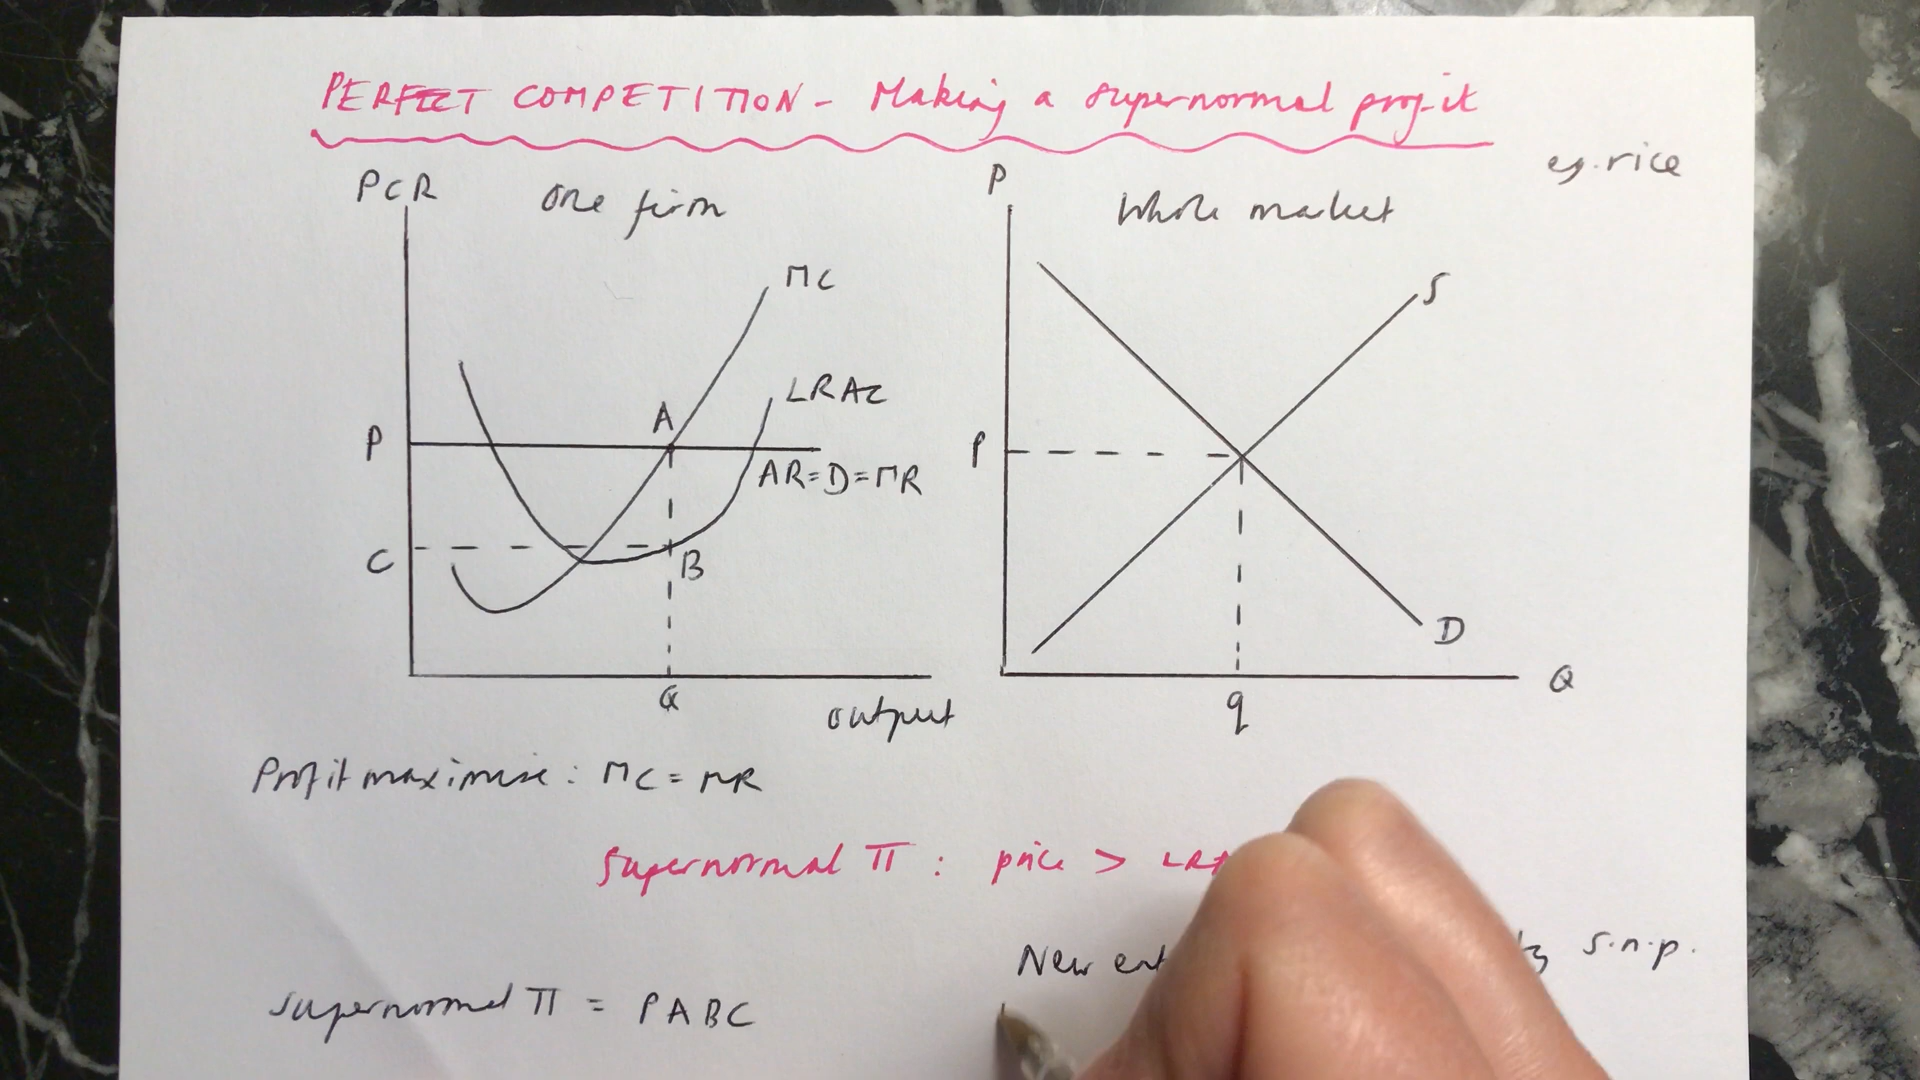 PERFECT COMPETITION - Making a supernormal profit
eg. rice
PCR
One firm
P
Whole market
MC
S
LRAC
A
P
AR=D=MR
P
C
B
D
Q
output
q
Q
Profit maximise: MC = MR
Supernormal π : price >
New
s.n.p.
Supernormal π = PABC